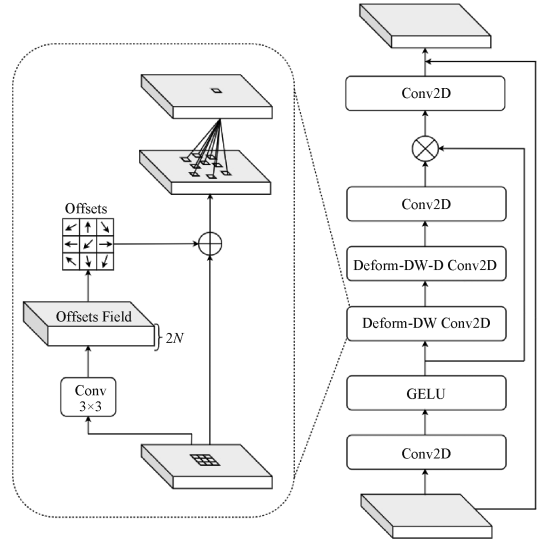 Offsets
Offsets Field
2N
Conv
3×3
Conv2D
Conv2D
Deform-DW-D Conv2D
Deform-DW Conv2D
GELU
Conv2D